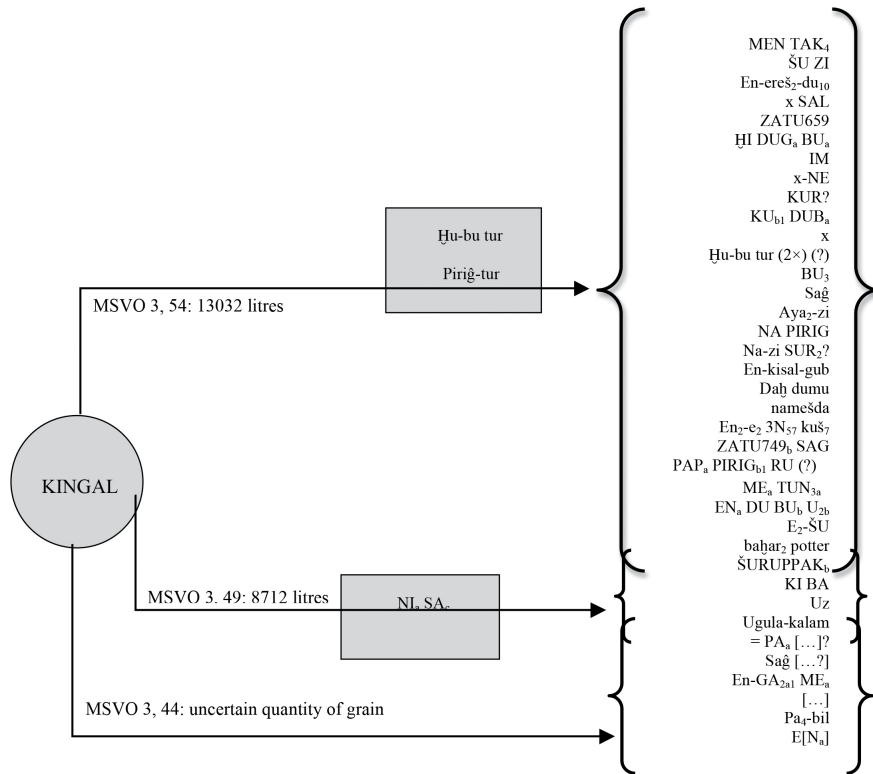 KINGAL
MSVO 3, 54: 13032 litres
Ḫu-bu tur
Piriĝ-tur
MSVO 3. 49: 8712 litres
NIₐ SA꜀
MSVO 3, 44: uncertain quantity of grain
MEN TAK₄
ŠU ZI
En-ereš₂-du₁₀
x SAL
ZATU659
ḪI DUGₐ BUₐ
IM
x-NE
KUR?
KU_b1 DUBₐ
x
Ḫu-bu tur (2×) (?)
BU₃
Saĝ
Aya₂-zi
NA PIRIG
Na-zi SUR₂?
En-kisal-gub
Daḫ dumu
namešda
En₂-e₂ 3N₅₇ kuš₇
ZATU749_b SAG
PAPₐ PIRIG_b1 RU (?)
MEₐ TUN₃ₐ
ENₐ DU BU_b U_2b
E₂-ŠU
baḫar₂ potter
ŠURUPPAK_b
KI BA
Uz
Ugula-kalam
= PAₐ […]?
Saĝ […?]
En-GA₂ₐ₁ MEₐ
[…]
Pa₄-bil
E[Nₐ]